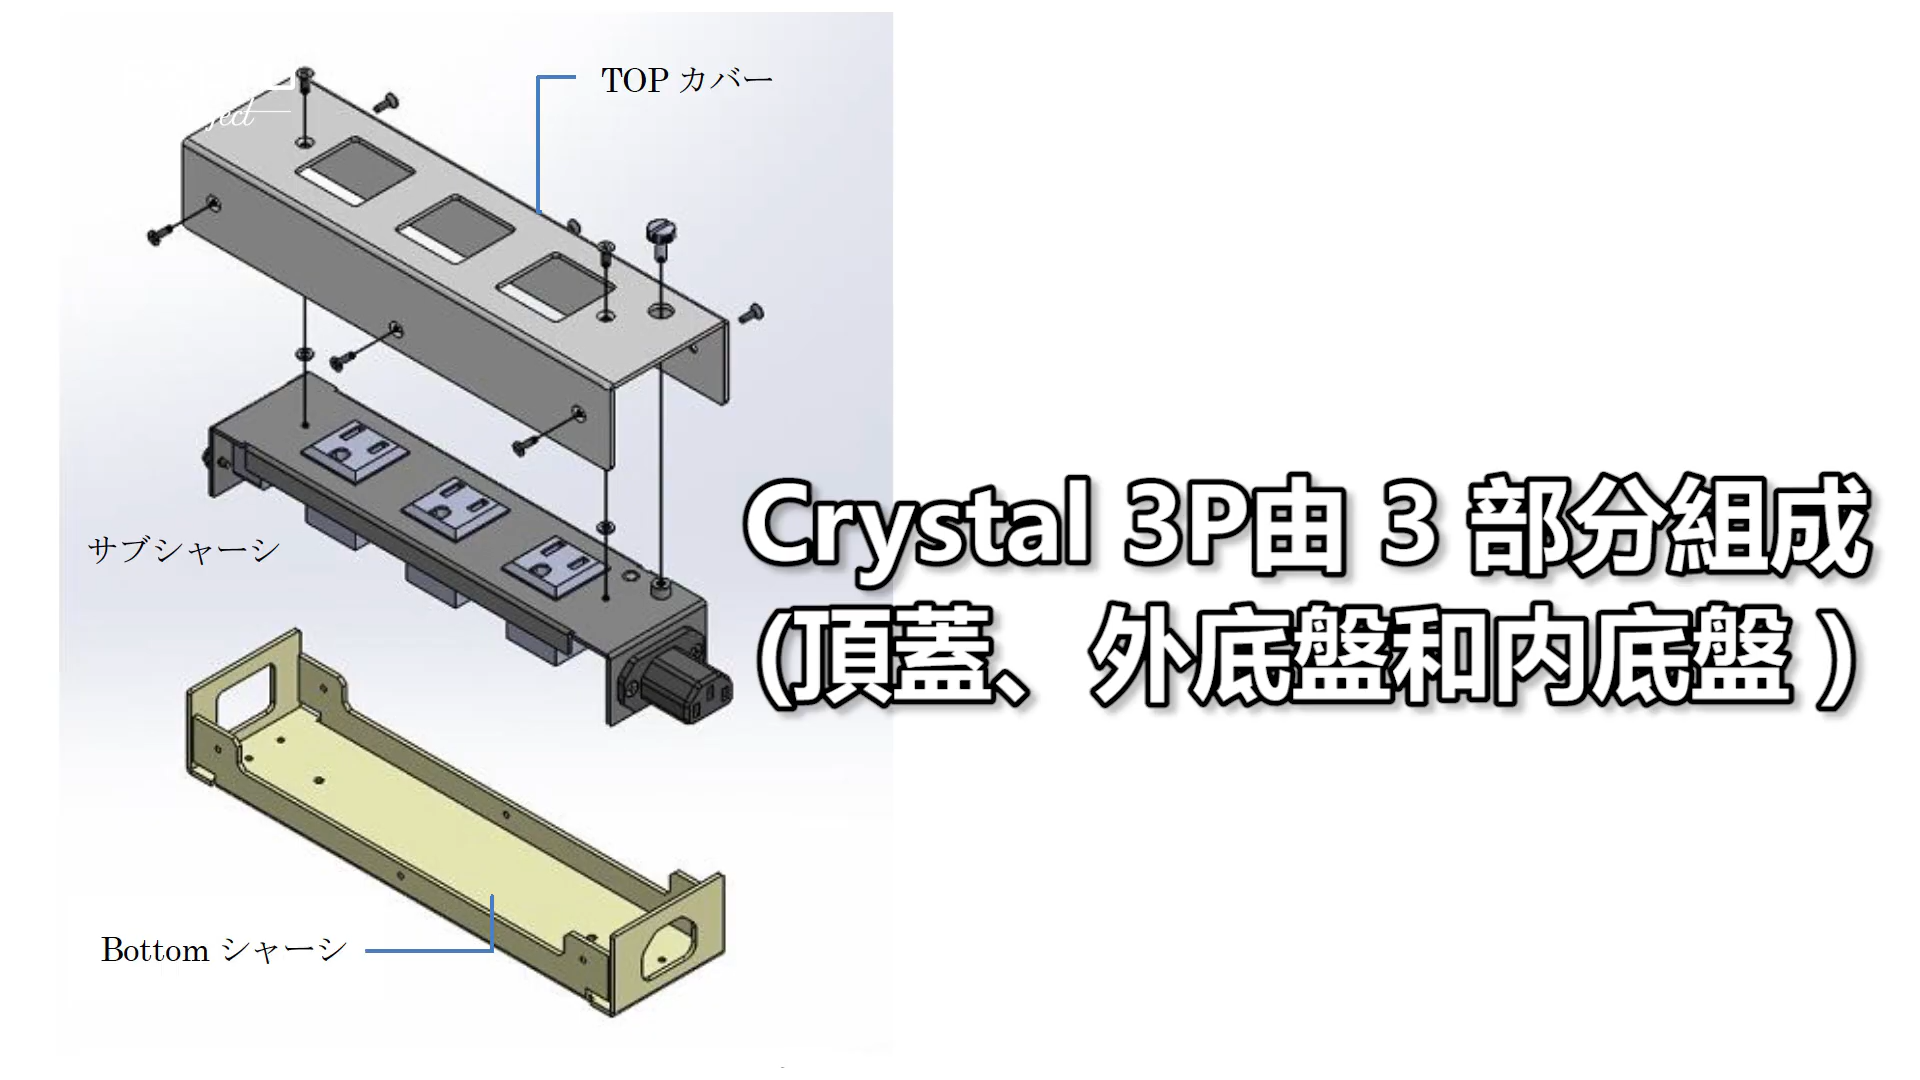 TOP カバー
サブシャーシ
Crystal 3P由 3 部分組成
(頂蓋、外底盤和内底盤 )
Bottom シャーシ